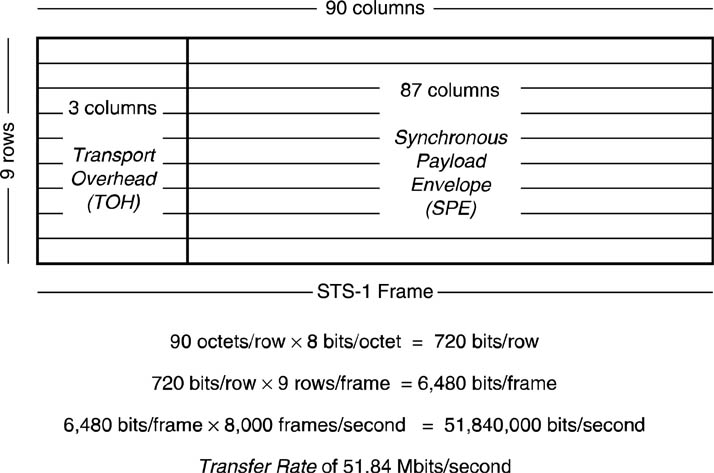 90 columns
9 rows
3 columns
Transport
Overhead
(TOH)
87 columns
Synchronous
Payload
Envelope
(SPE)
STS-1 Frame
90 octets/row × 8 bits/octet = 720 bits/row
720 bits/row × 9 rows/frame = 6,480 bits/frame
6,480 bits/frame × 8,000 frames/second = 51,840,000 bits/second
Transfer Rate of 51.84 Mbits/second